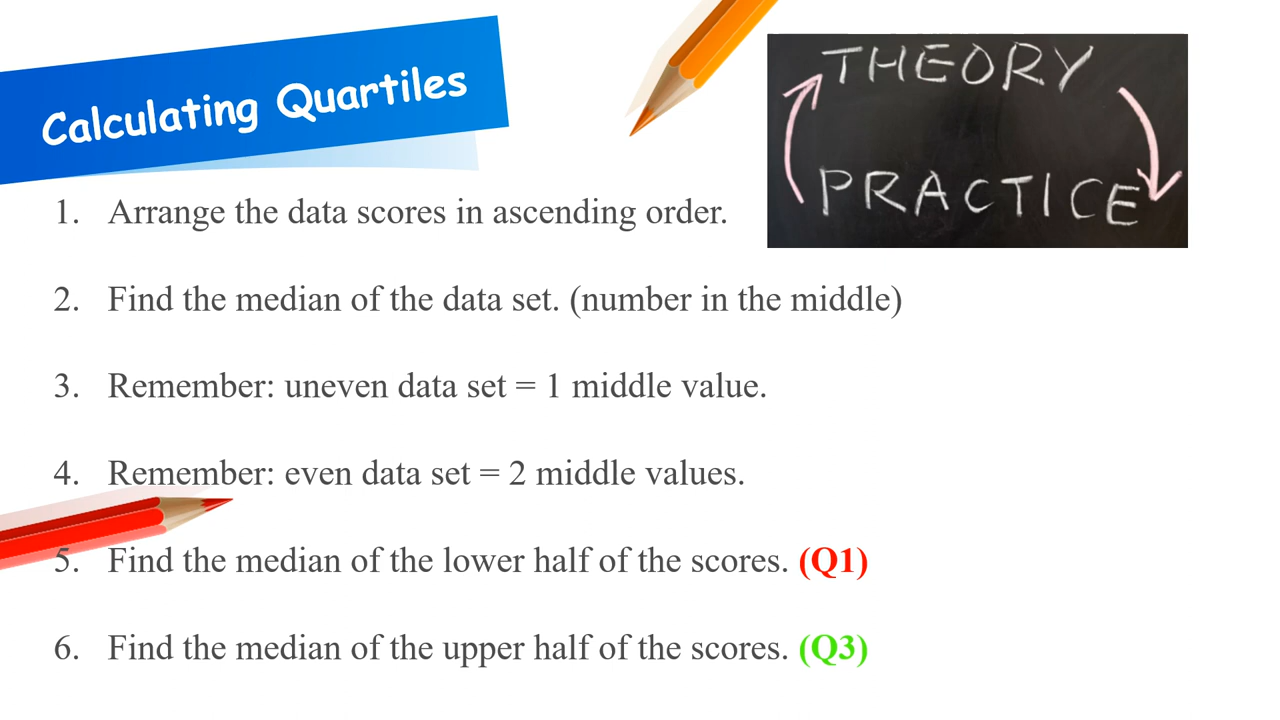 Calculating Quartiles
THEORY
PRACTICE
1. Arrange the data scores in ascending order.
2. Find the median of the data set. (number in the middle)
3. Remember: uneven data set = 1 middle value.
4. Remember: even data set = 2 middle values.
5. Find the median of the lower half of the scores. (Q1)
6. Find the median of the upper half of the scores. (Q3)